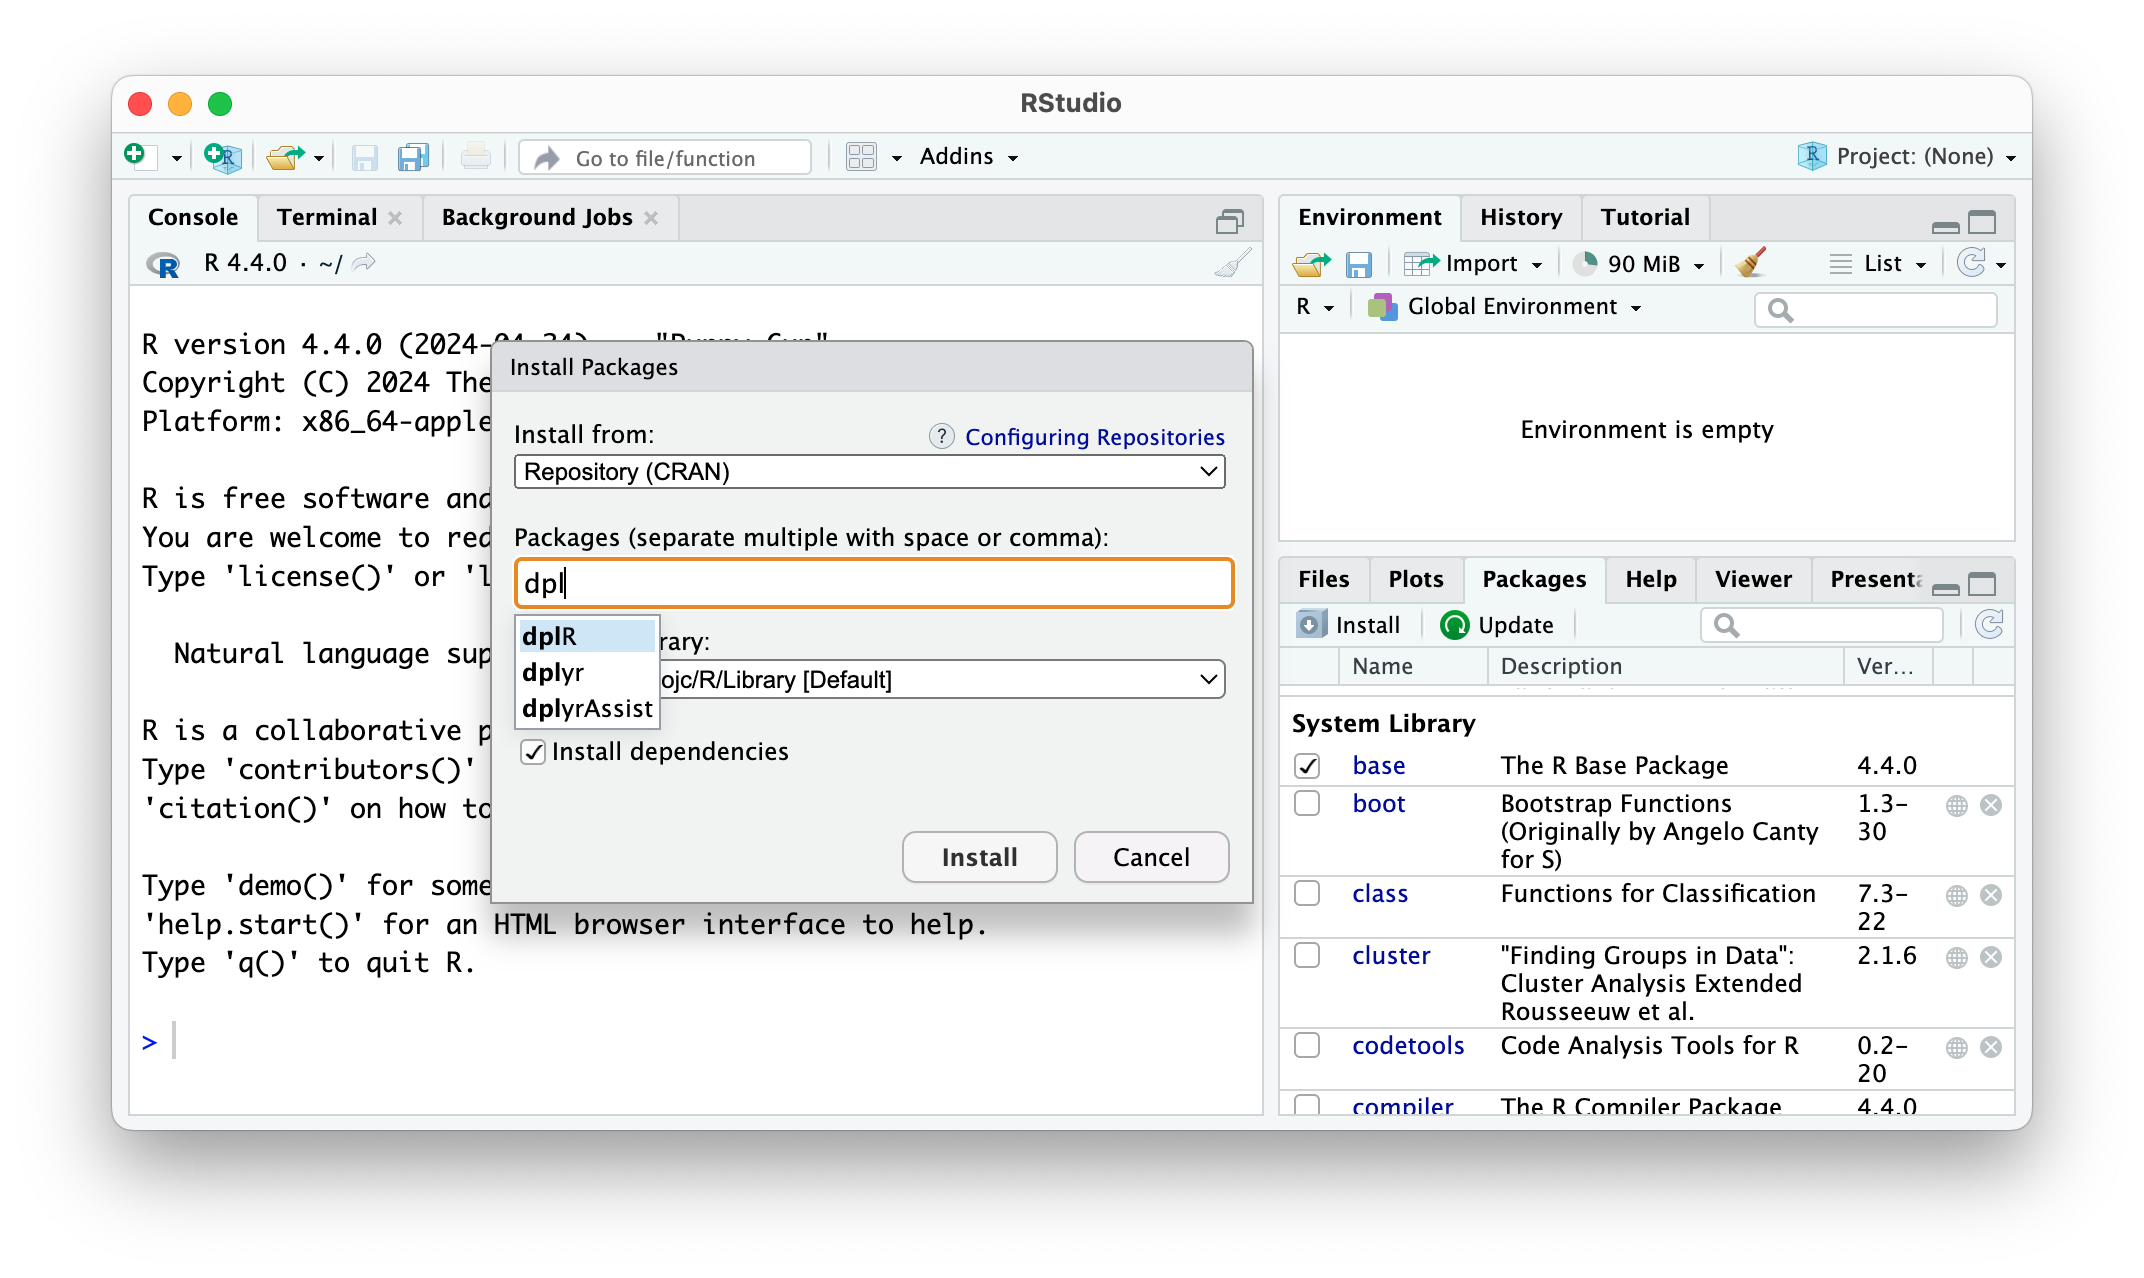 RStudio
Go to file/function
Addins
Project: (None)
Console
Terminal
Background Jobs
R 4.4.0 · ~/
R version 4.4.0 (2024-04-24) -- "Puppy Cup"
Copyright (C) 2024 The
Platform: x86_64-apple
R is free software and
You are welcome to red
Type 'license()' or 'l
Natural language sup
R is a collaborative p
Type 'contributors()'
'citation()' on how to
Type 'demo()' for some
'help.start()' for an HTML browser interface to help.
Type 'q()' to quit R.
>
Install Packages
Install from:
? Configuring Repositories
Repository (CRAN)
Packages (separate multiple with space or comma):
dpl
dplR
dplyr
dplyrAssist
rary:
ojc/R/Library [Default]
Install dependencies
Install
Cancel
Environment
History
Tutorial
Import
90 MiB
List
R
Global Environment
Environment is empty
Files
Plots
Packages
Help
Viewer
Presenta
Install
Update
Name
Description
Ver...
System Library
base
The R Base Package
4.4.0
boot
Bootstrap Functions
(Originally by Angelo Canty
for S)
1.3-
30
class
Functions for Classification
7.3-
22
cluster
"Finding Groups in Data":
Cluster Analysis Extended
Rousseeuw et al.
2.1.6
codetools
Code Analysis Tools for R
0.2-
20
compiler
The R Compiler Package
4.4.0